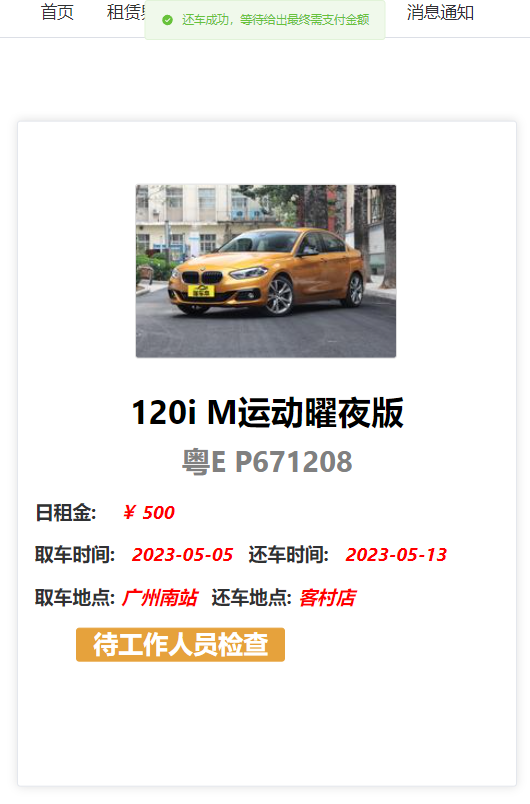 首页 租赁 消息通知
还车成功，等待给出最终需支付金额
120i M运动曜夜版
粤E P671208
日租金: ￥ 500
取车时间: 2023-05-05 还车时间: 2023-05-13
取车地点: 广州南站 还车地点: 客村店
待工作人员检查